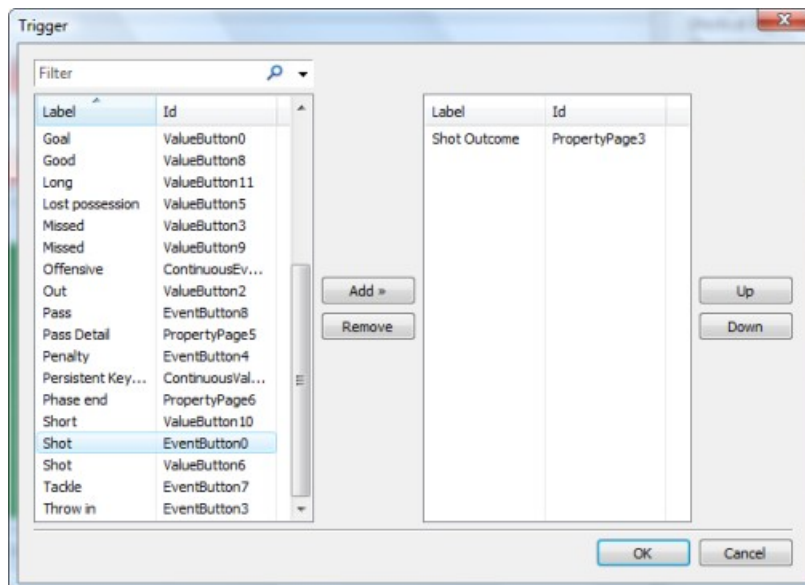 Trigger
Filter
Label Id
Goal ValueButton0
Good ValueButton8
Long ValueButton11
Lost possession ValueButton5
Missed ValueButton3
Missed ValueButton9
Offensive ContinuousEv...
Out ValueButton2
Pass EventButton8
Pass Detail PropertyPage5
Penalty EventButton4
Persistent Key... ContinuousVal...
Phase end PropertyPage6
Short ValueButton10
Shot EventButton0
Shot ValueButton6
Tackle EventButton7
Throw in EventButton3
Add »
Remove
Label Id
Shot Outcome PropertyPage3
Up
Down
OK Cancel